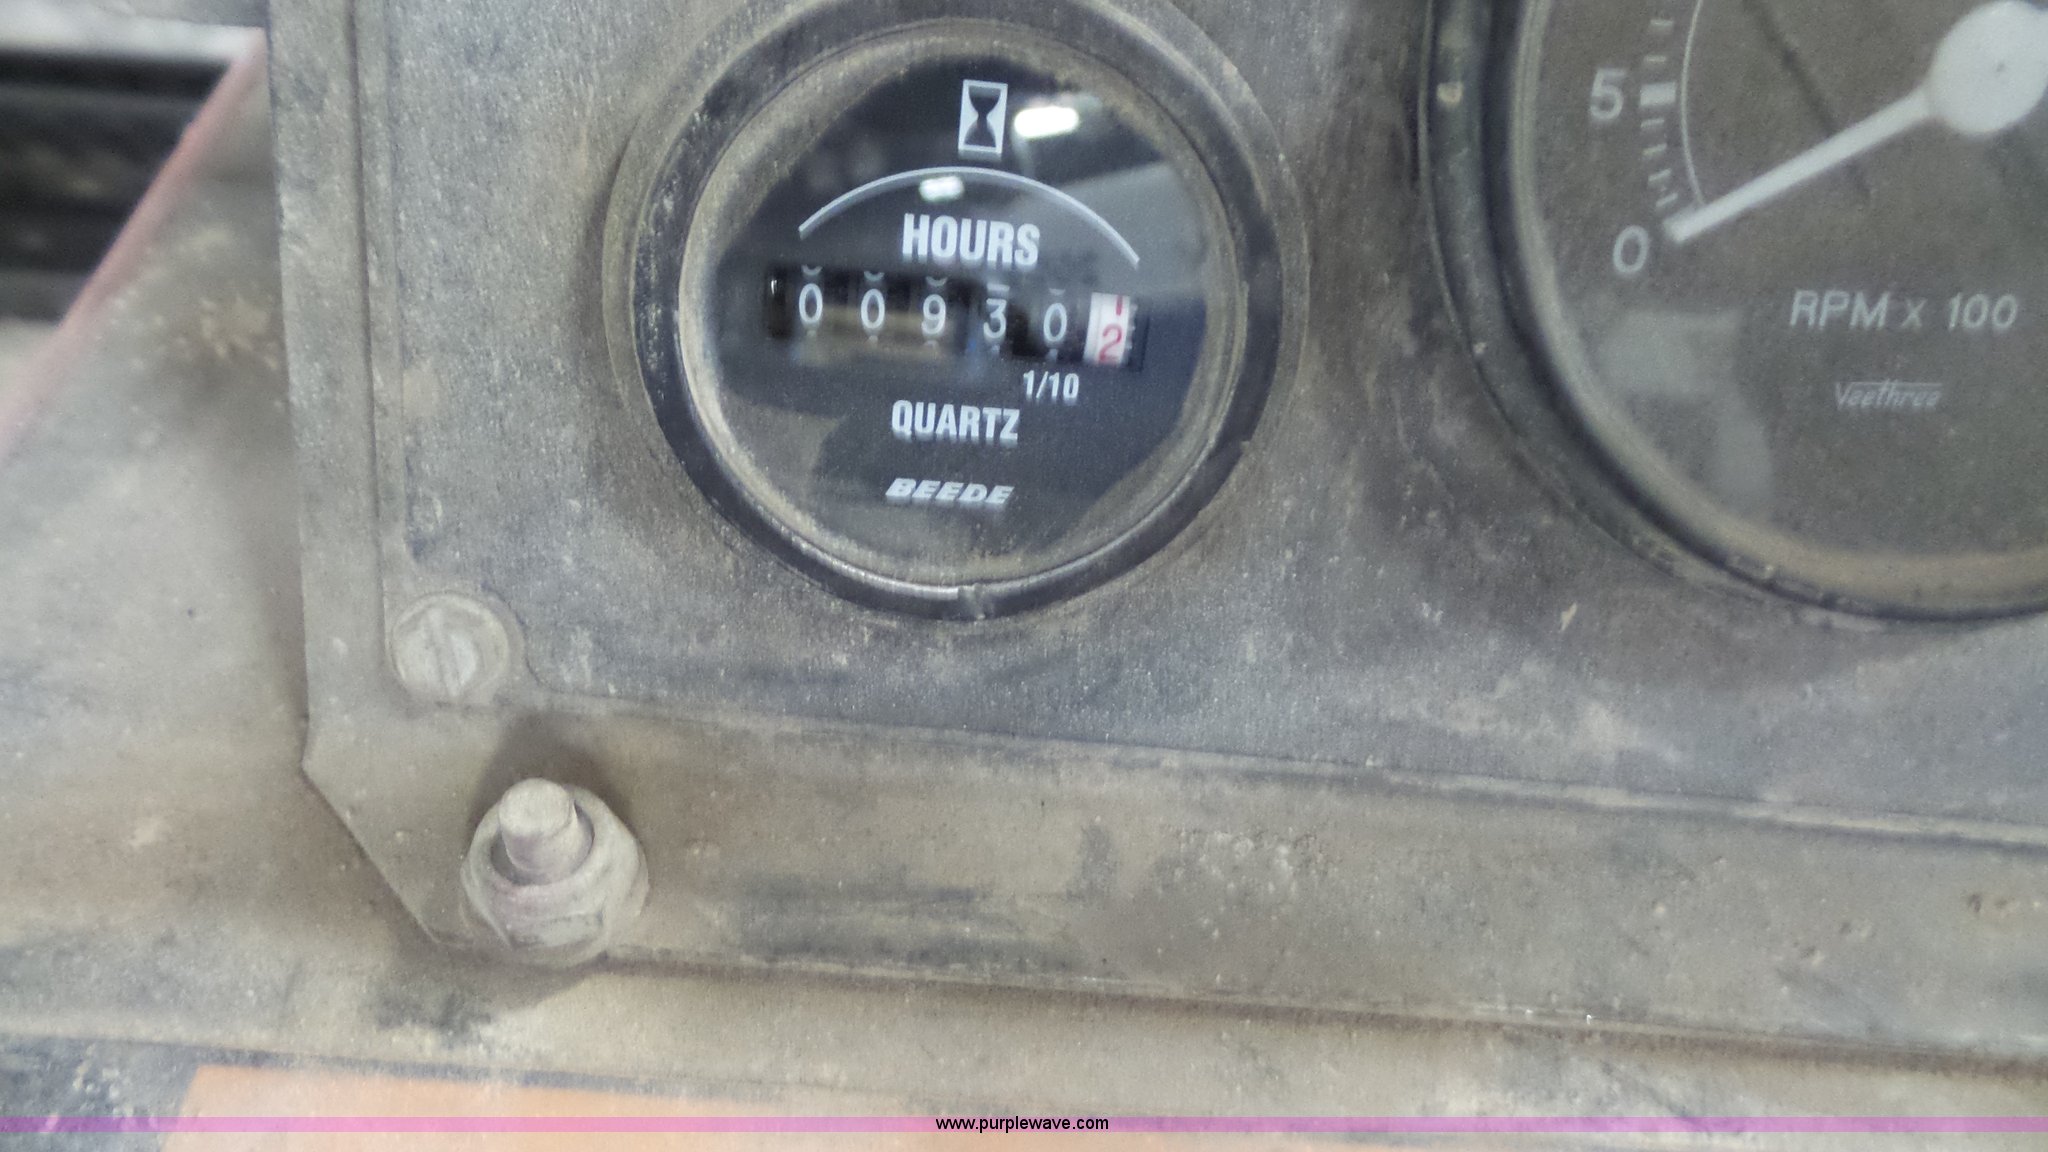 HOURS
0 0 9 3 0 1
2
1/10
QUARTZ
BEEDE
5
0
RPM x 100
Veethree
www.purplewave.com